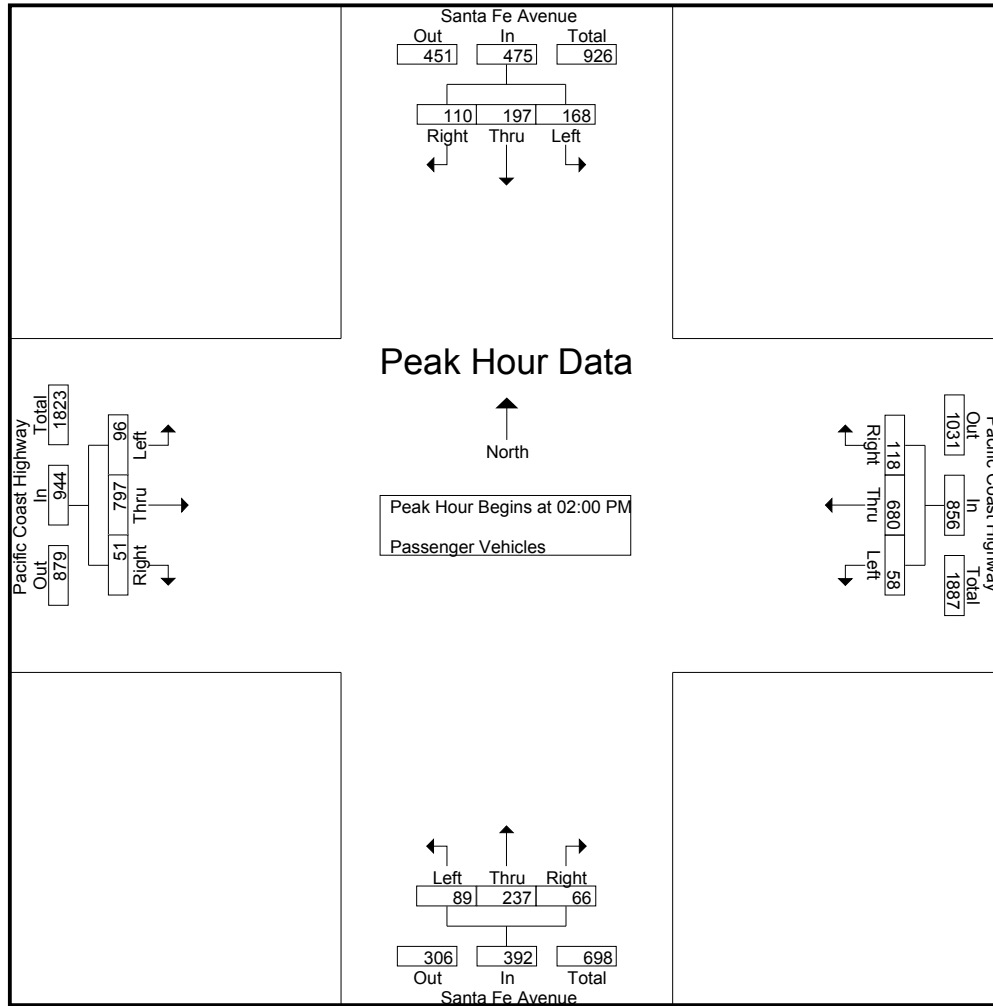 Santa Fe Avenue
Out In Total
451 475 926
110 197 168
Right Thru Left
Peak Hour Data
North
Peak Hour Begins at 02:00 PM
Passenger Vehicles
Pacific Coast Highway
Total In Out
1823 944 879
96 797 51
Left Thru Right
Pacific Coast Highway
Out In Total
1031 856 1887
118 680 58
Right Thru Left
Left Thru Right
89 237 66
306 392 698
Out In Total
Santa Fe Avenue